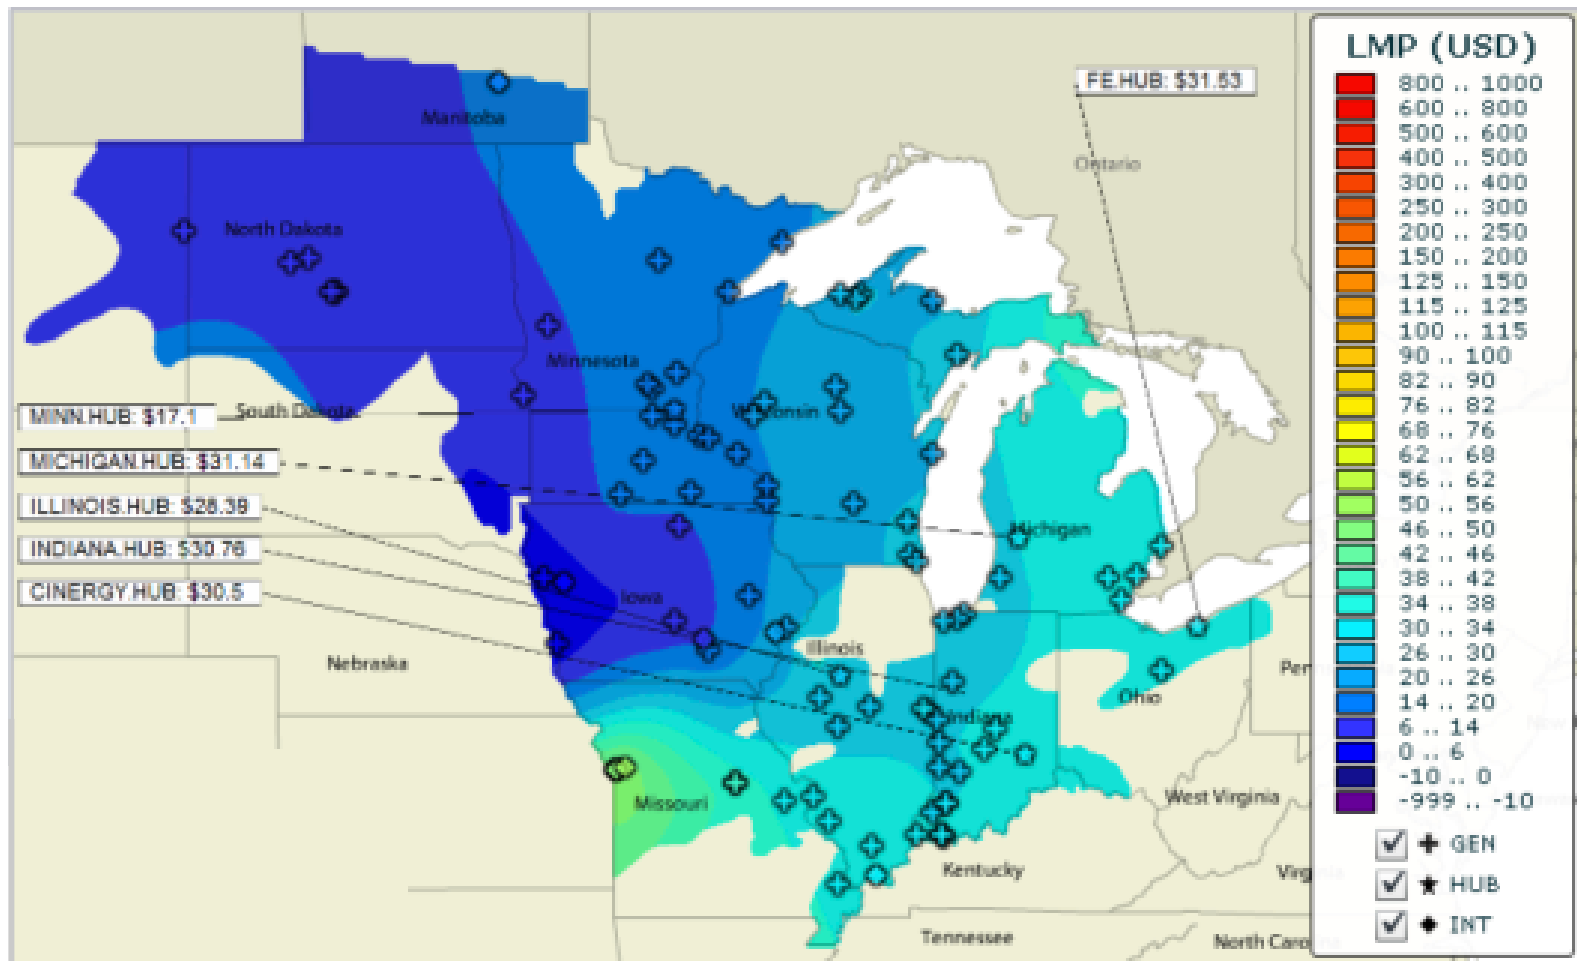 LMP (USD)
800 .. 1000
600 .. 800
500 .. 600
400 .. 500
300 .. 400
250 .. 300
200 .. 250
150 .. 200
125 .. 150
115 .. 125
100 .. 115
90 .. 100
82 .. 90
76 .. 82
68 .. 76
62 .. 68
56 .. 62
50 .. 56
46 .. 50
42 .. 46
38 .. 42
34 .. 38
30 .. 34
26 .. 30
20 .. 26
14 .. 20
6 .. 14
0 .. 6
-10 .. 0
-999 .. -10
GEN
HUB
INT
FE.HUB: $31.53
Manitoba
Ontario
North Dakota
Minnesota
MINN.HUB: $17.1
South Dakota
MICHIGAN.HUB: $31.14
ILLINOIS.HUB: $28.39
INDIANA.HUB: $30.76
CINERGY.HUB: $30.5
Michigan
Iowa
Illinois
Nebraska
Ohio
Indiana
Missouri
West Virginia
Kentucky
Tennessee